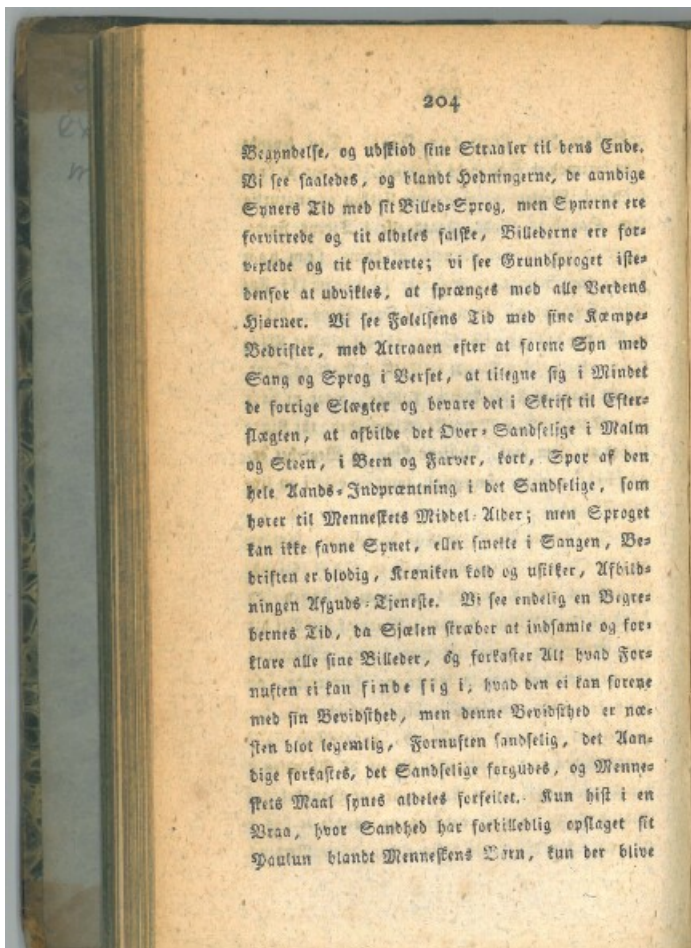 204
Begyndelse, og udskiød sine Straaler til dens Ende.
Vi see saaledes, og blandt Hedningerne, de aandige
Syners Tid med sit Billed-Sprog, men Synerne ere
forvirrede og tit aldeles falske, Billederne ere for-
vexlede og tit forkeerte; vi see Grundsproget iste-
denfor at udvikles, at sprænges mod alle Verdens
Hjørner. Vi see Følelsens Tid med sine Kæmpe-
Bedrifter, med Attraaen efter at forene Syn med
Sang og Sprog i Verset, at tilegne sig i Mindet
de forrige Slægter og bevare det i Skrift til Efter-
slægten, at afbilde det Over-Sandselige i Malm
og Steen, i Been og Farver, kort, Spor af den
hele Aands-Indpræntning i det Sandselige, som
hører til Menneskets Middel-Alder; men Sproget
kan ikke favne Synet, eller smelte i Sangen, Be-
driften er blodig, Krøniken kold og usikker, Afbild-
ningen Afguds-Tjeneste. Vi see endelig en Begre-
bernes Tid, da Sjælen stræber at indsamle og for-
klare alle sine Billeder, og forkaster Alt hvad For-
nuften ei kan finde sig i, hvad den ei kan forene
med sin Bevidsthed, men denne Bevidsthed er næ-
sten blot legemlig, Fornuften sandselig, det Aan-
dige forkastes, det Sandselige forgudes, og Menne-
skets Maal synes aldeles forfeilet. Kun hist i en
Vraa, hvor Sandhed har forbilledlig opslaget sit
Paulun blandt Menneskens Børn, kun der blive